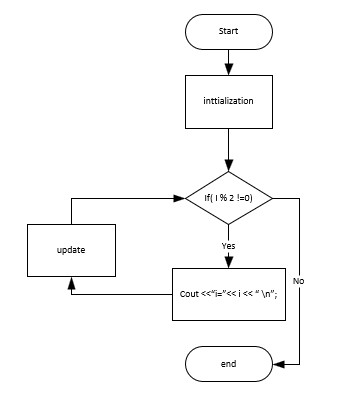 Start
inttialization
If( I % 2 !=0)
update
Yes
Cout <<"i="<< i << " \n";
No
end